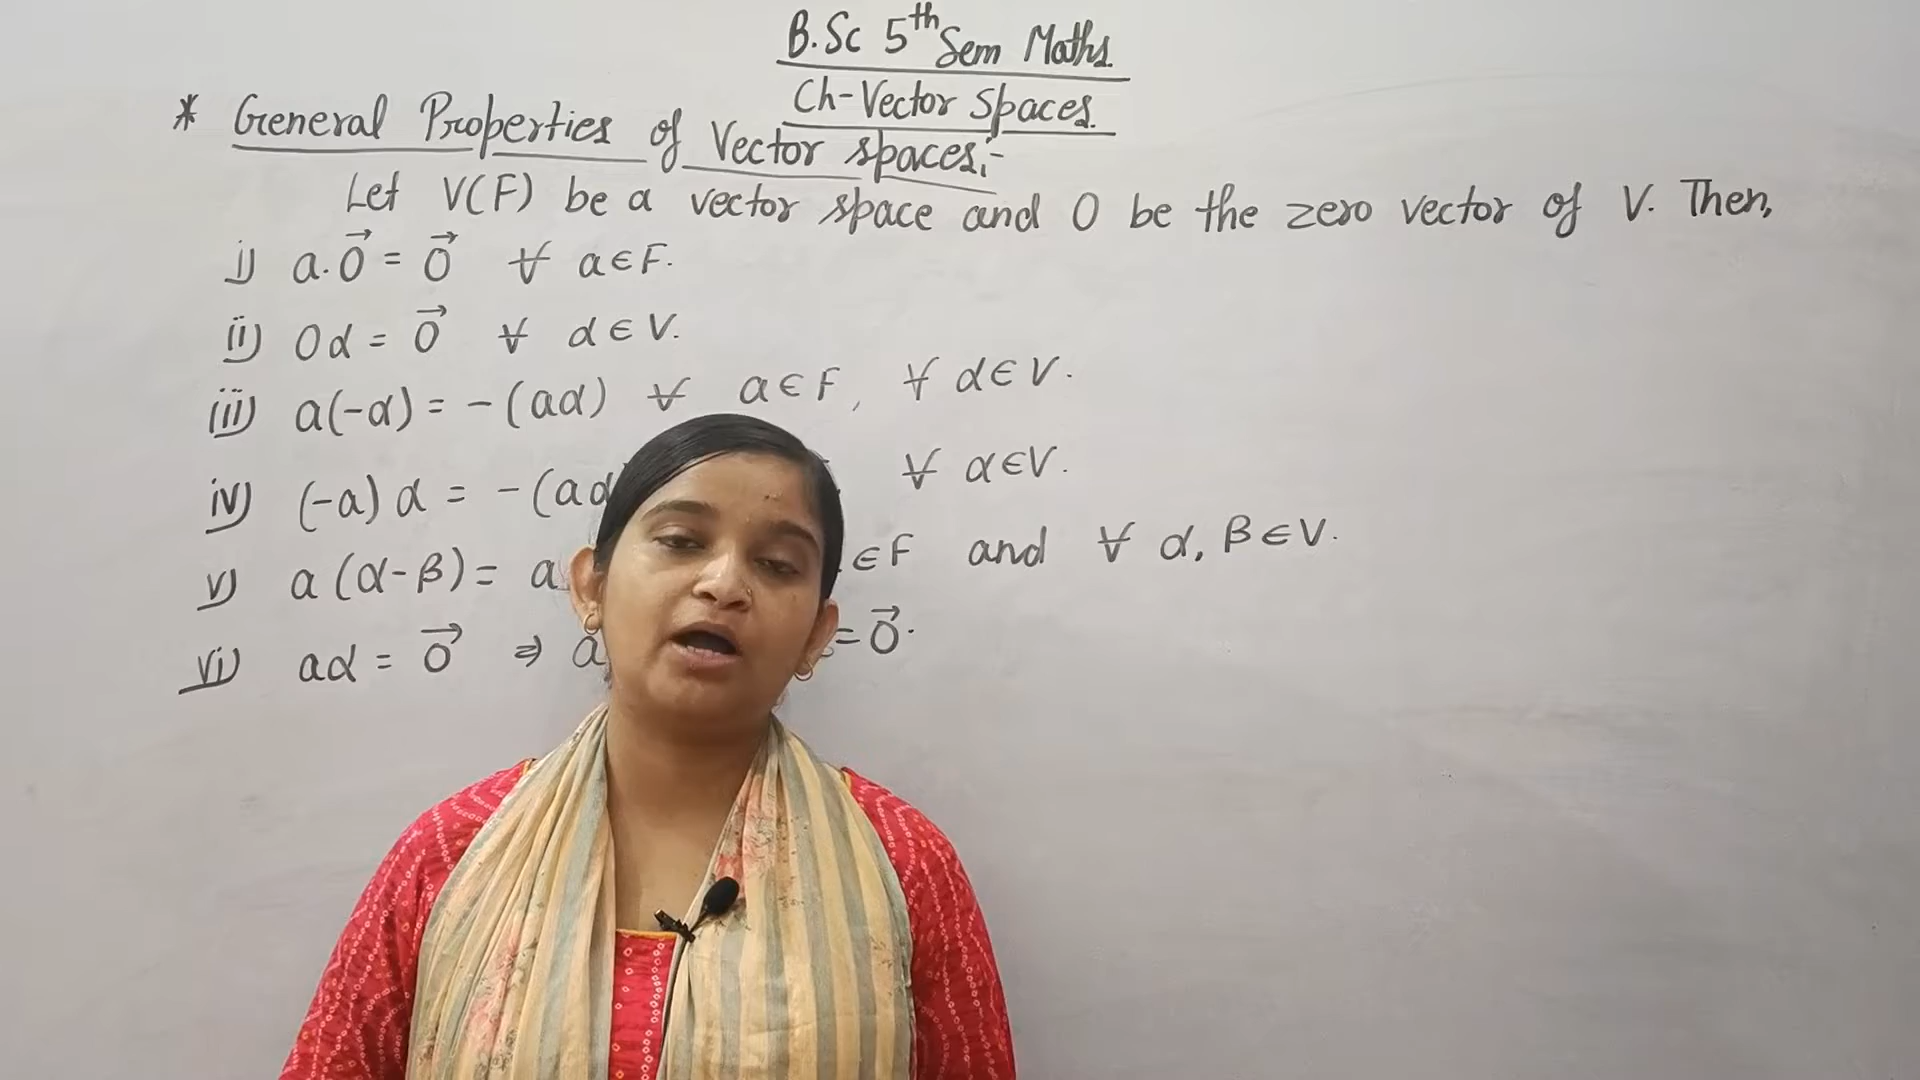 B.Sc 5th Sem Maths
Ch-Vector Spaces
* General Properties of Vector spaces:-
Let V(F) be a vector space and 0 be the zero vector of V. Then,
i) a.0⃗ = 0⃗ ∀ a∈F.
ii) 0α = 0⃗ ∀ α∈V.
iii) a(-α) = -(aα) ∀ a∈F, ∀ α∈V.
iv) (-a)α = -(aα ∀ α∈V.
v) a(α-β) = a ∈F and ∀ α, β∈V.
vi) aα = 0⃗ ⇒ a = 0⃗.